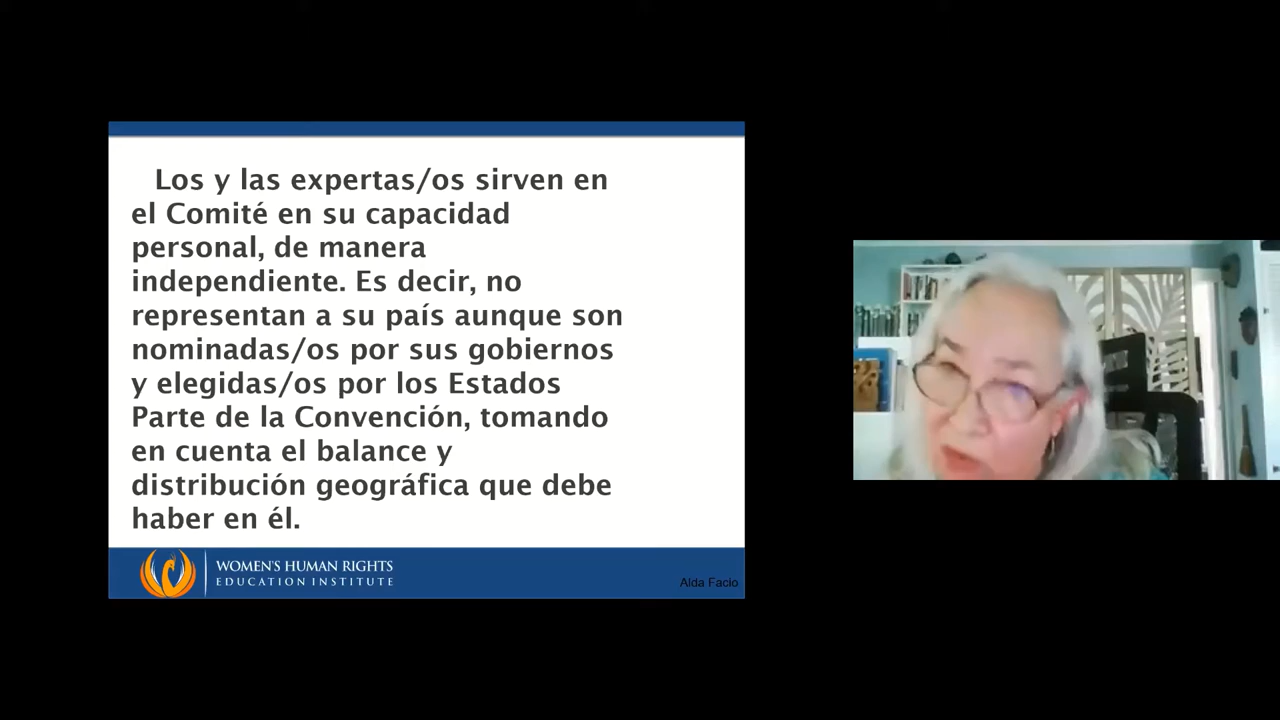 Los y las expertas/os sirven en
el Comité en su capacidad
personal, de manera
independiente. Es decir, no
representan a su país aunque son
nominadas/os por sus gobiernos
y elegidas/os por los Estados
Parte de la Convención, tomando
en cuenta el balance y
distribución geográfica que debe
haber en él.
WOMEN'S HUMAN RIGHTS
EDUCATION INSTITUTE
Alda Facio